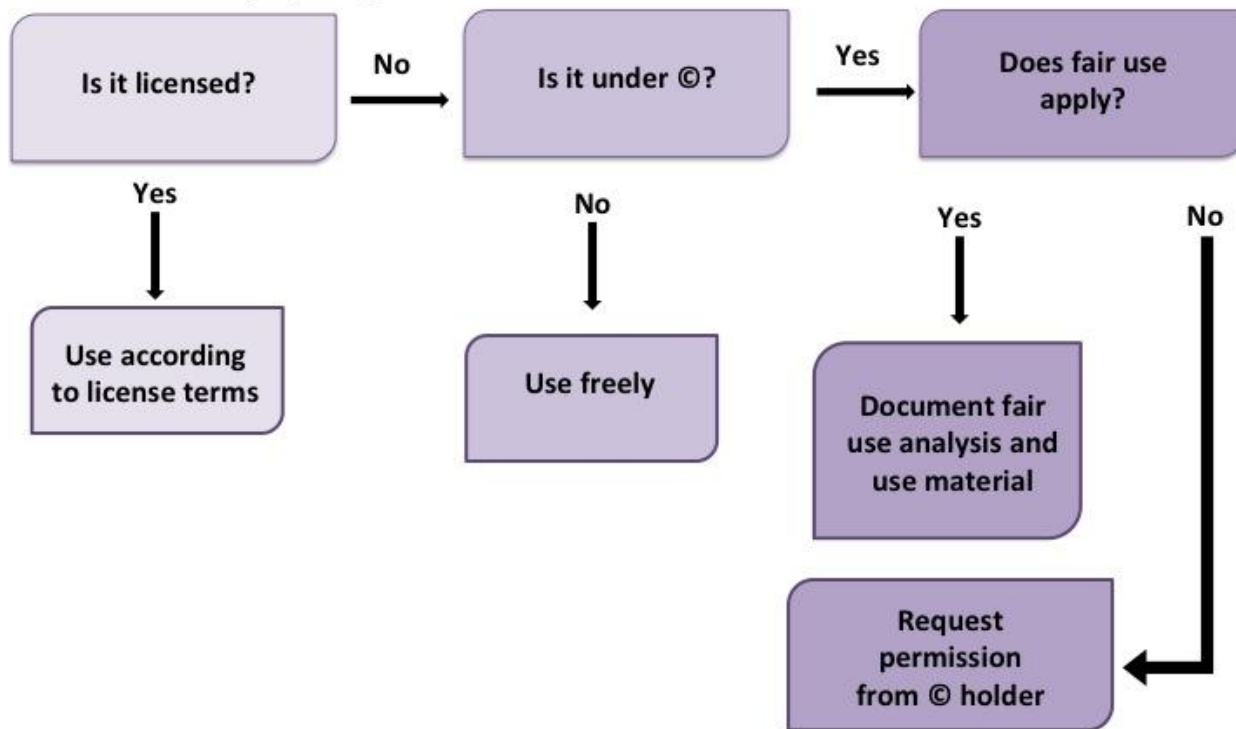 Is it licensed?
No
Is it under ©?
Yes
Does fair use
apply?
Yes
No
Yes
No
Use according
to license terms
Use freely
Document fair
use analysis and
use material
Request
permission
from © holder